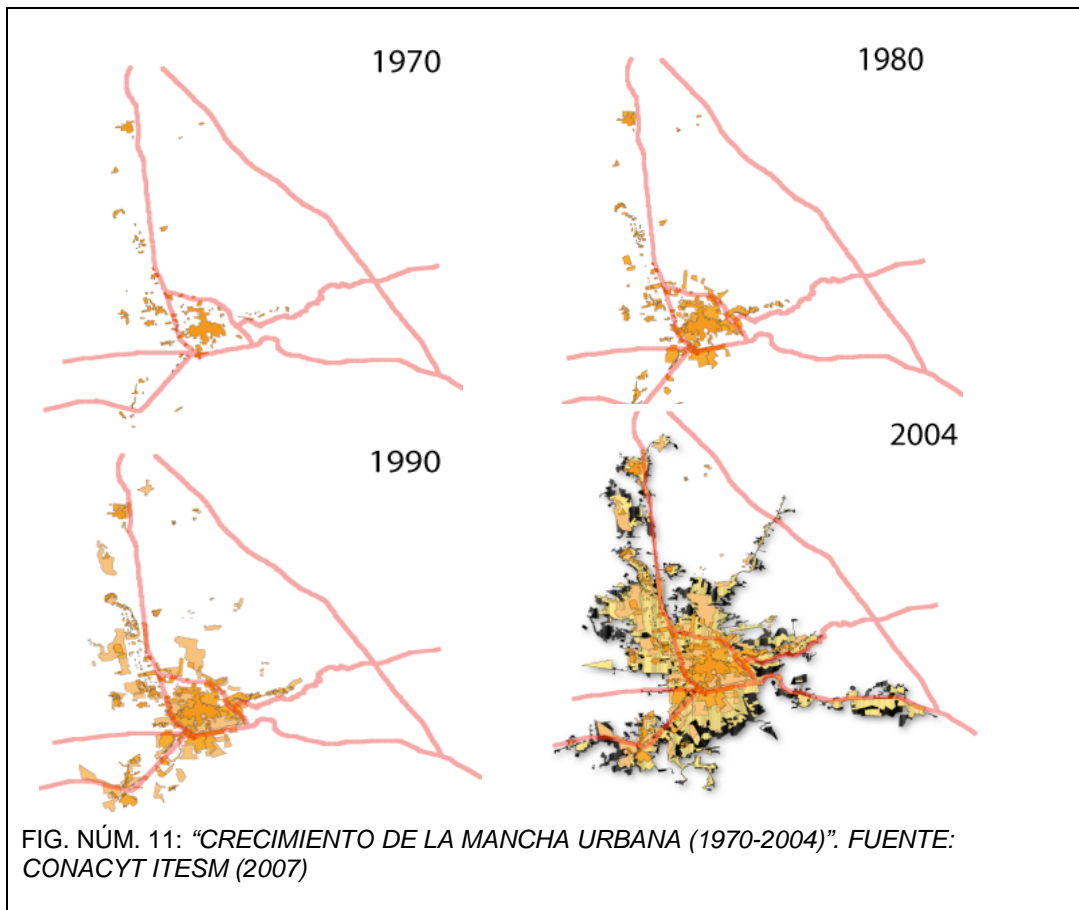 1970
1980
1990
2004
FIG. NÚM. 11: “CRECIMIENTO DE LA MANCHA URBANA (1970-2004)”. FUENTE:
CONACYT ITESM (2007)